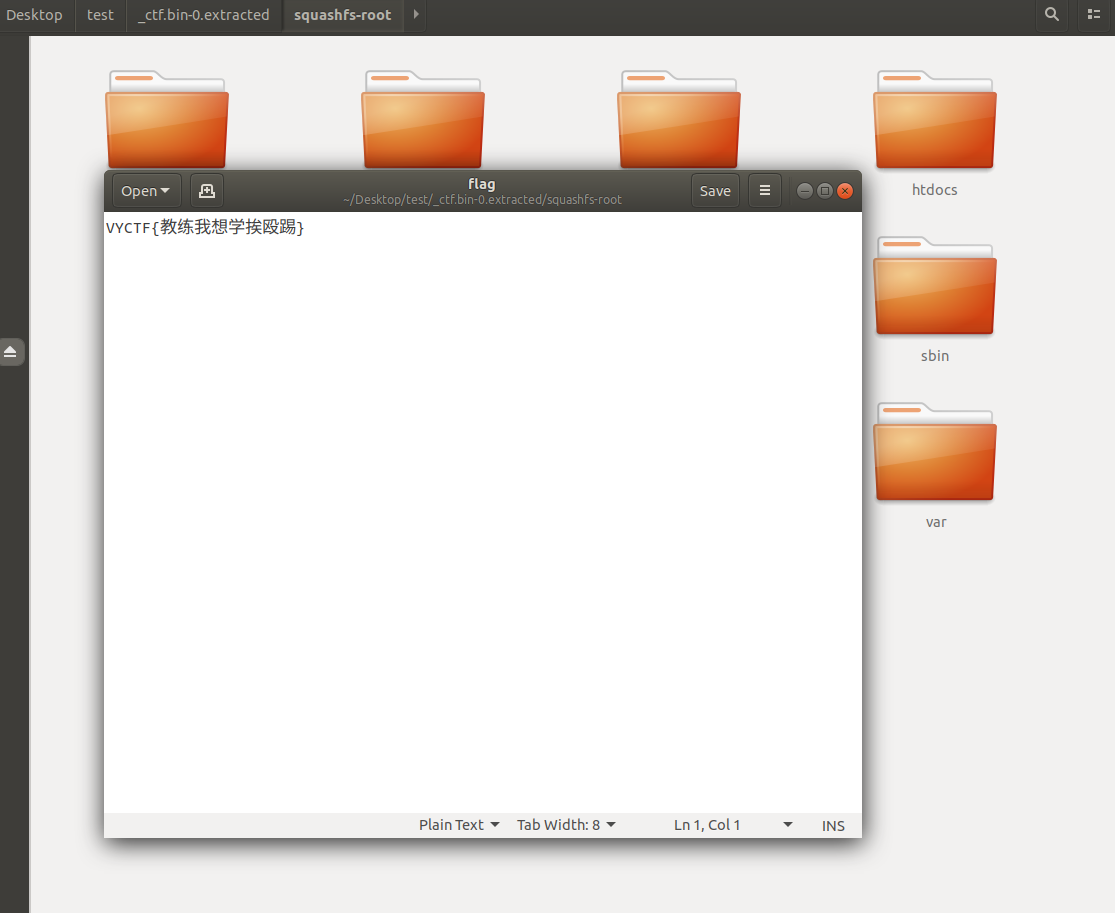 Desktop test _ctf.bin-0.extracted squashfs-root
htdocs
sbin
var
Open flag Save
~/Desktop/test/_ctf.bin-0.extracted/squashfs-root
VYCTF{教练我想学挨殴踢}
Plain Text Tab Width: 8 Ln 1, Col 1 INS